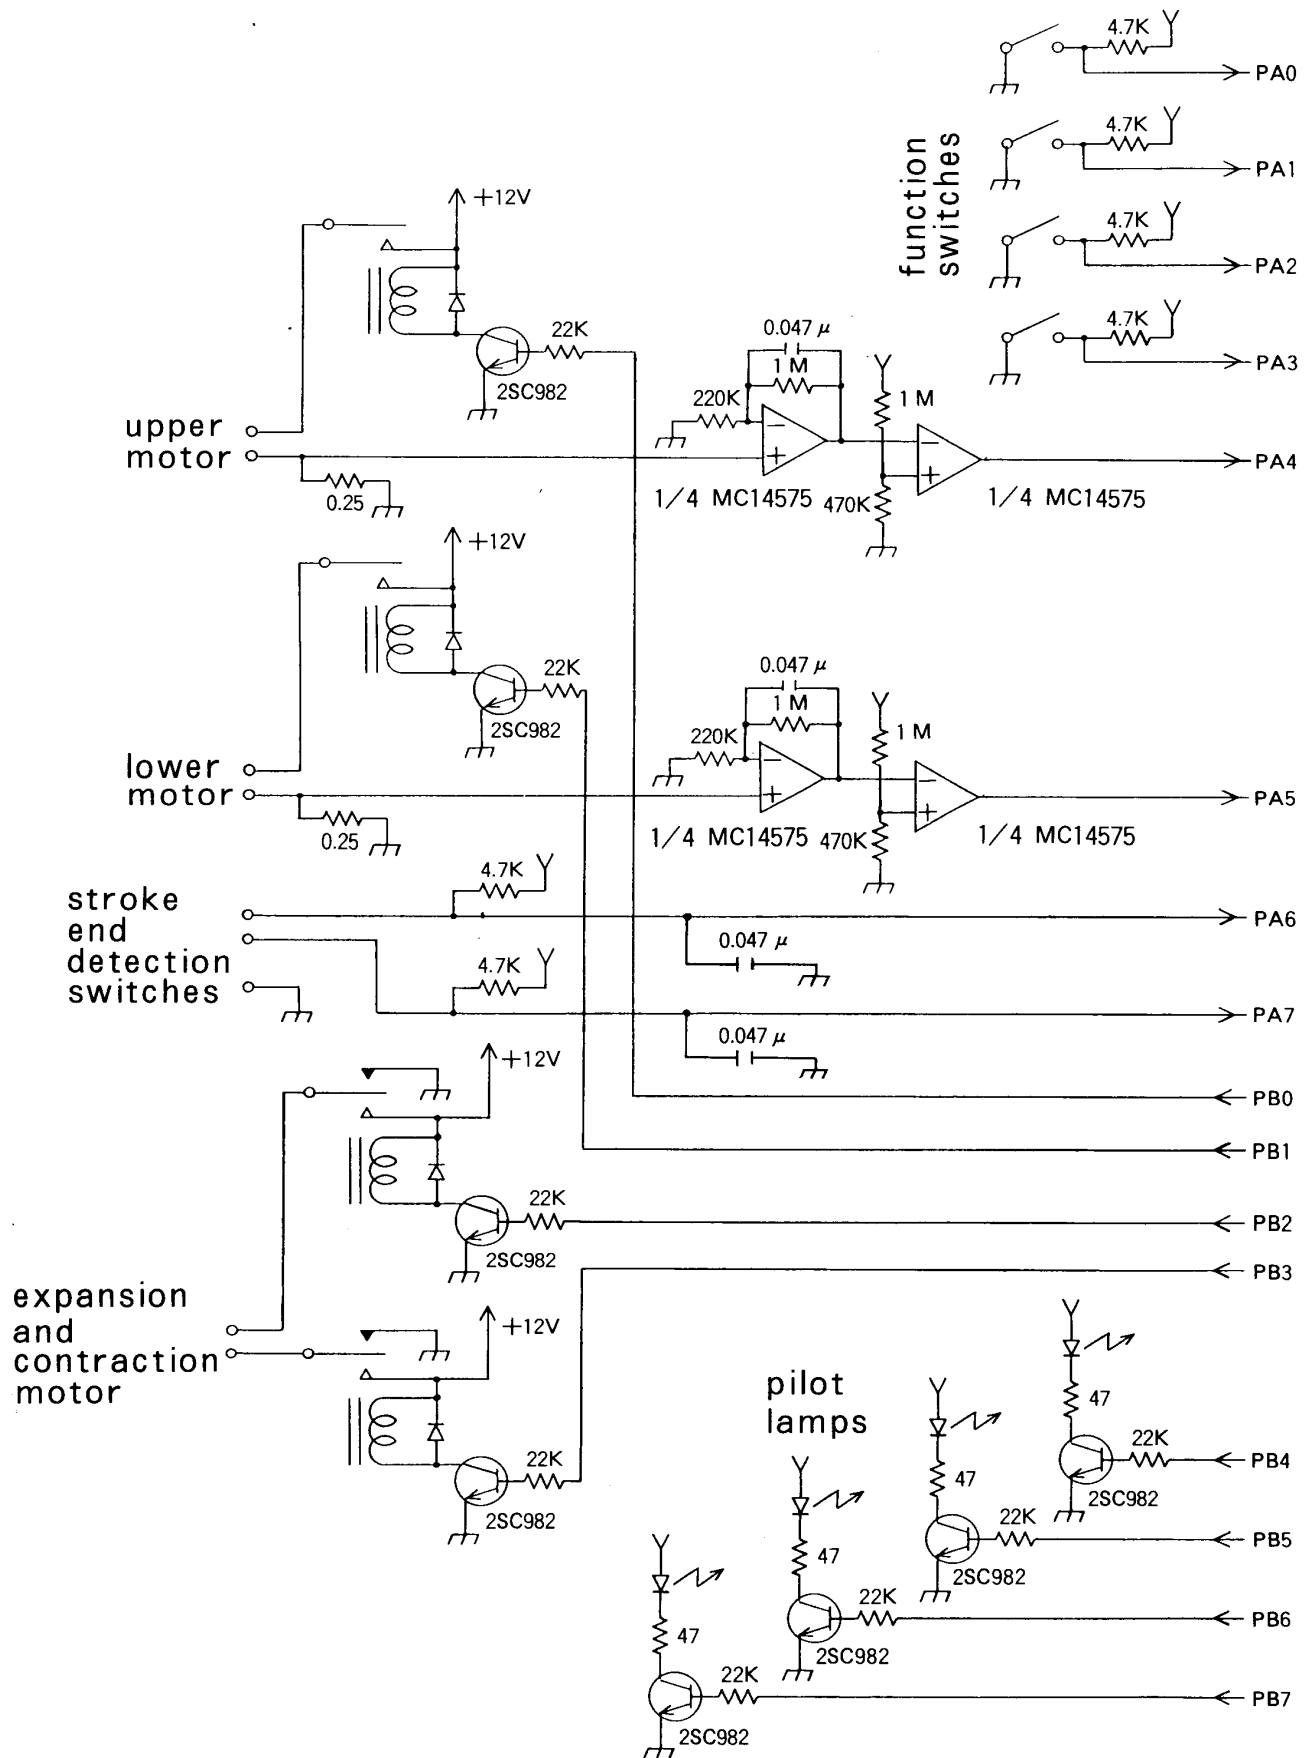 4.7K
PA0
4.7K
PA1
function
switches
4.7K
PA2
4.7K
PA3
+12V
22K
2SC982
0.047 μ
1 M
220K
1 M
upper
motor
0.25
-
+
1/4 MC14575
470K
-
+
1/4 MC14575
PA4
+12V
22K
2SC982
0.047 μ
1 M
220K
1 M
lower
motor
0.25
-
+
1/4 MC14575
470K
-
+
1/4 MC14575
PA5
stroke
end
detection
switches
4.7K
PA6
0.047 μ
4.7K
PA7
0.047 μ
+12V
PB0
PB1
22K
2SC982
PB2
PB3
expansion
and
contraction
motor
+12V
22K
2SC982
pilot
lamps
47
22K
2SC982
PB4
47
22K
2SC982
PB5
47
22K
2SC982
PB6
47
22K
2SC982
PB7